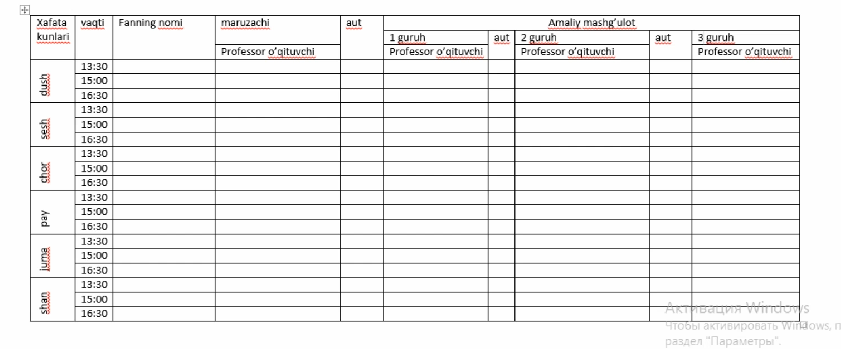 Xafata vaqti Fanning nomi maruzachi aut Amaliy mashg‘ulot
kunlari 1 guruh aut 2 guruh aut 3 guruh
Professor o‘qituvchi Professor o‘qituvchi Professor o‘qituvchi Professor o‘qituvchi
dush
13:30
15:00
16:30
sesh
13:30
15:00
16:30
chor
13:30
15:00
16:30
pay
13:30
15:00
16:30
juma
13:30
15:00
16:30
shan
13:30
15:00
16:30
Активация Windows
Чтобы активировать Windows, п
раздел "Параметры".